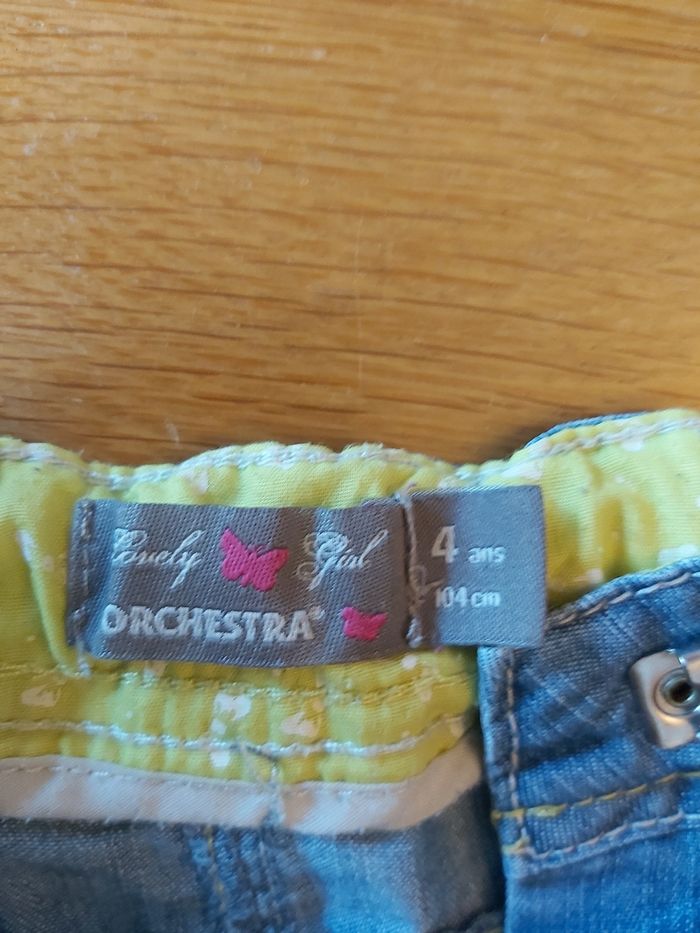 Lovely Girl
ORCHESTRA®
4 ans
104 cm